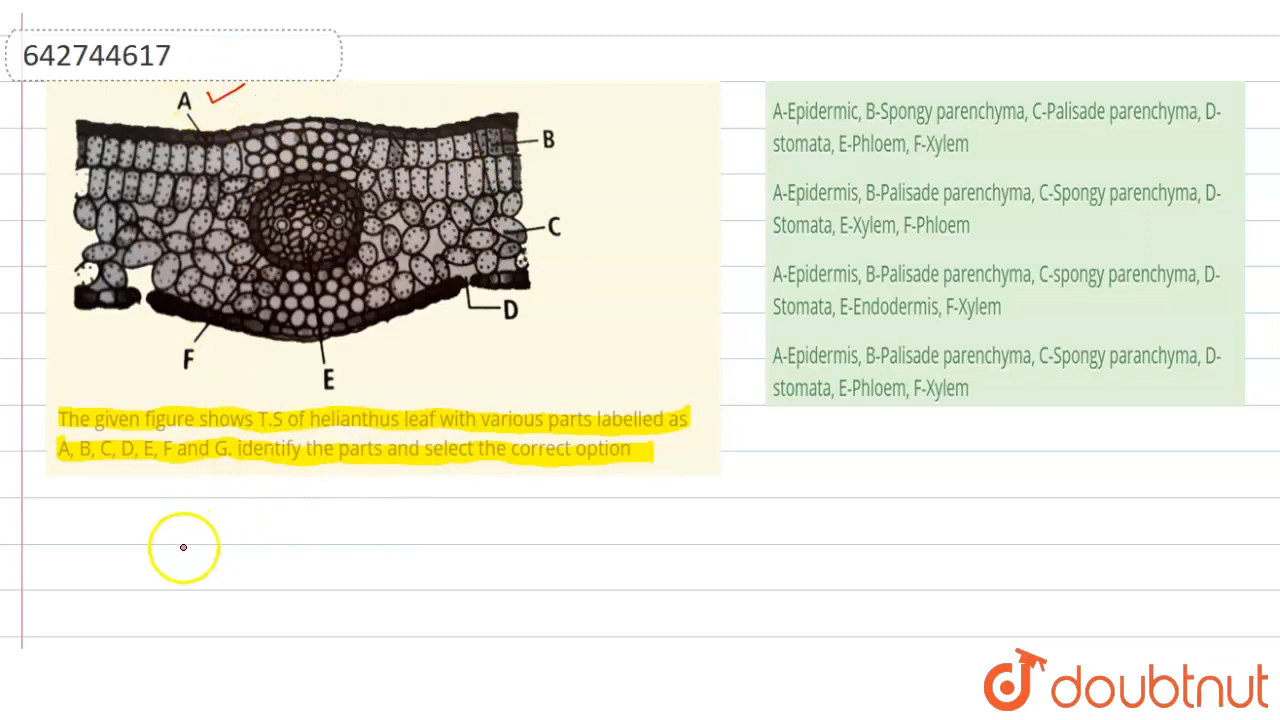 642744617
A
B
C
D
F
E
The given figure shows T.S of helianthus leaf with various parts labelled as
A, B, C, D, E, F and G. identify the parts and select the correct option
A-Epidermic, B-Spongy parenchyma, C-Palisade parenchyma, D-
stomata, E-Phloem, F-Xylem
A-Epidermis, B-Palisade parenchyma, C-Spongy parenchyma, D-
Stomata, E-Xylem, F-Phloem
A-Epidermis, B-Palisade parenchyma, C-spongy parenchyma, D-
Stomata, E-Endodermis, F-Xylem
A-Epidermis, B-Palisade parenchyma, C-Spongy paranchyma, D-
stomata, E-Phloem, F-Xylem
doubtnut